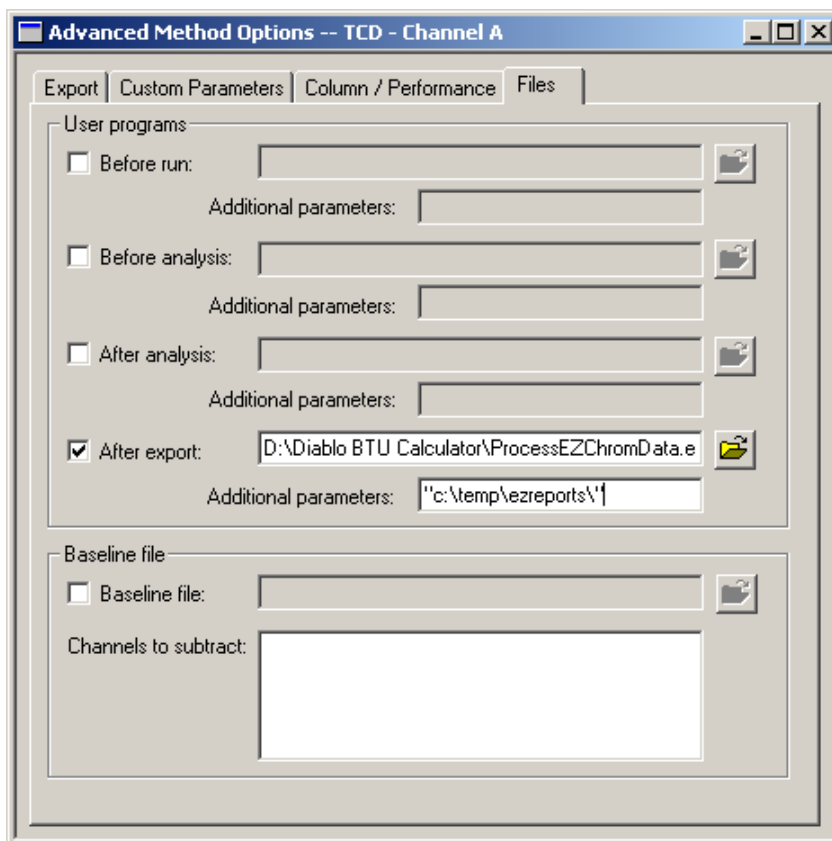 Advanced Method Options -- TCD - Channel A
Export Custom Parameters Column / Performance Files
User programs
Before run:
Additional parameters:
Before analysis:
Additional parameters:
After analysis:
Additional parameters:
After export: D:\Diablo BTU Calculator\ProcessEZChromData.e
Additional parameters: "c:\temp\ezreports\"
Baseline file
Baseline file:
Channels to subtract: